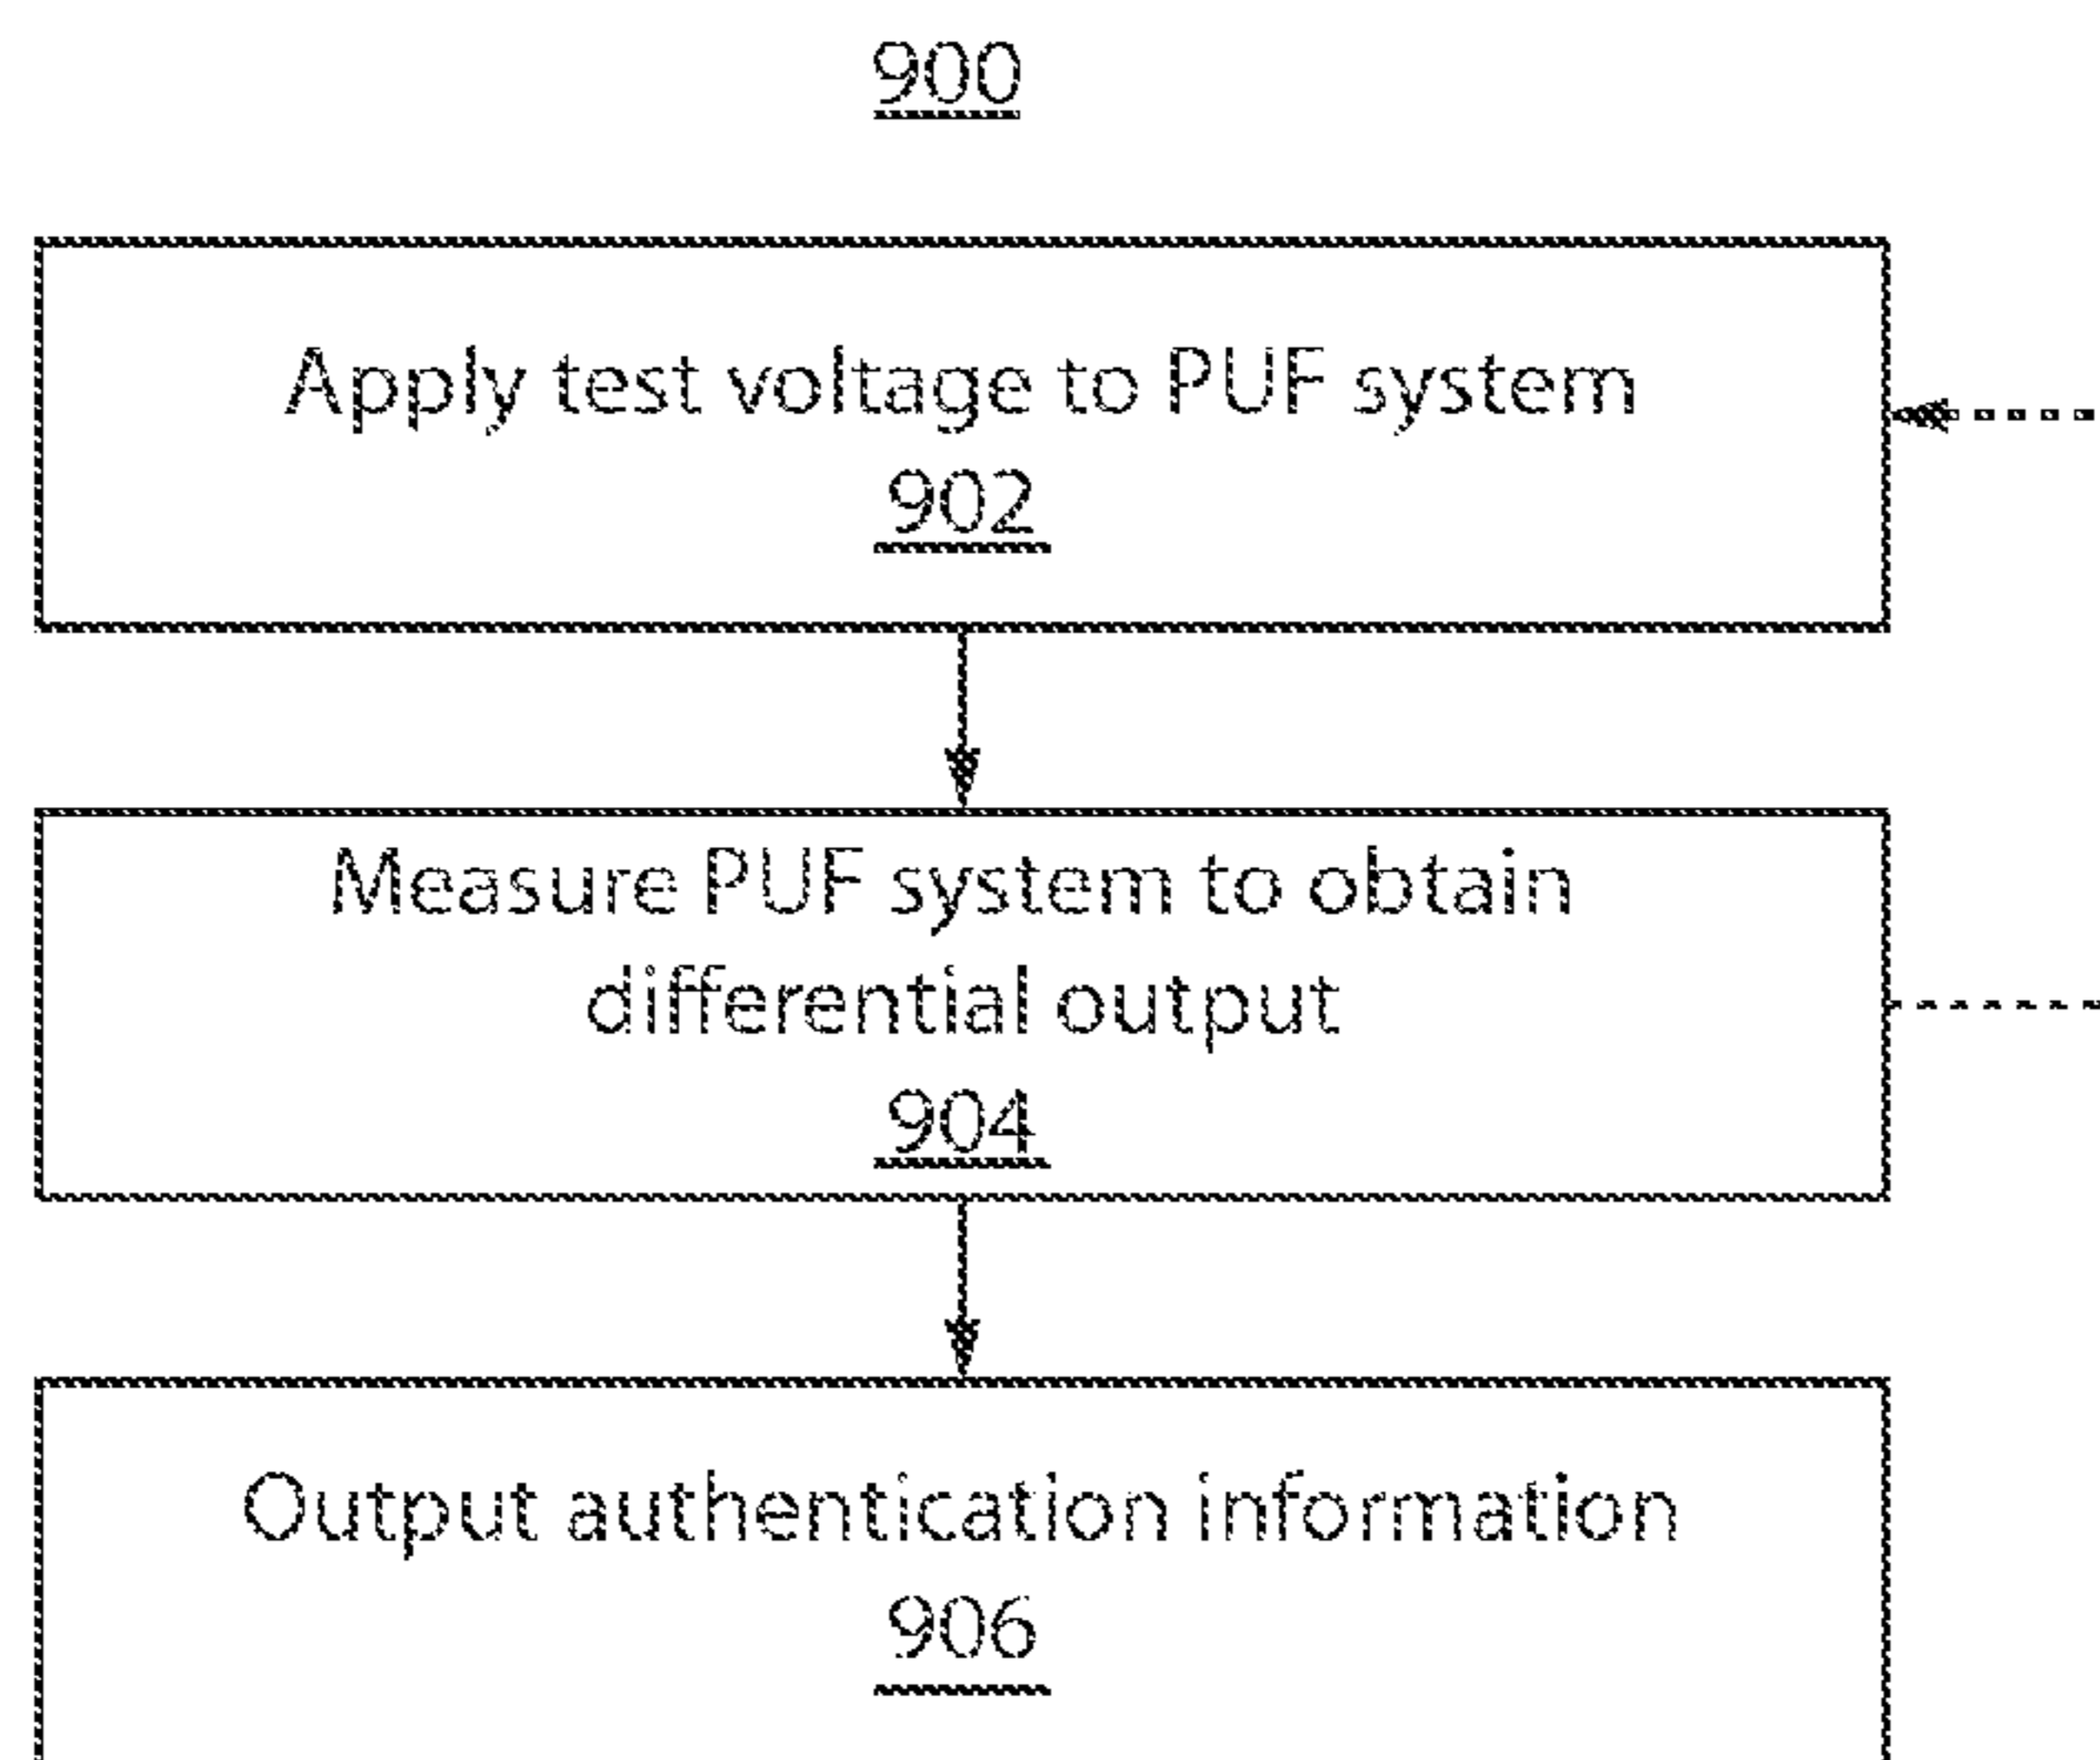 900
Apply test voltage to PUF system
902
Measure PUF system to obtain
differential output
904
Output authentication information
906